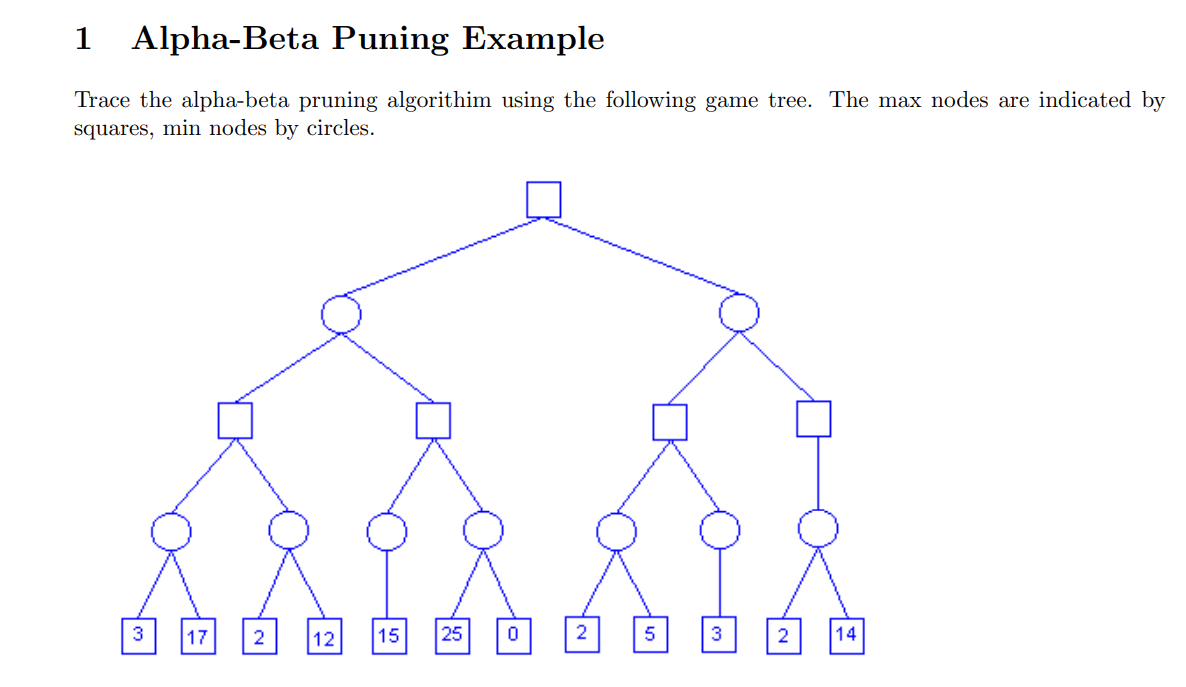 1 Alpha-Beta Puning Example
Trace the alpha-beta pruning algorithim using the following game tree. The max nodes are indicated by
squares, min nodes by circles.
3 17 2 12 15 25 0 2 5 3 2 14